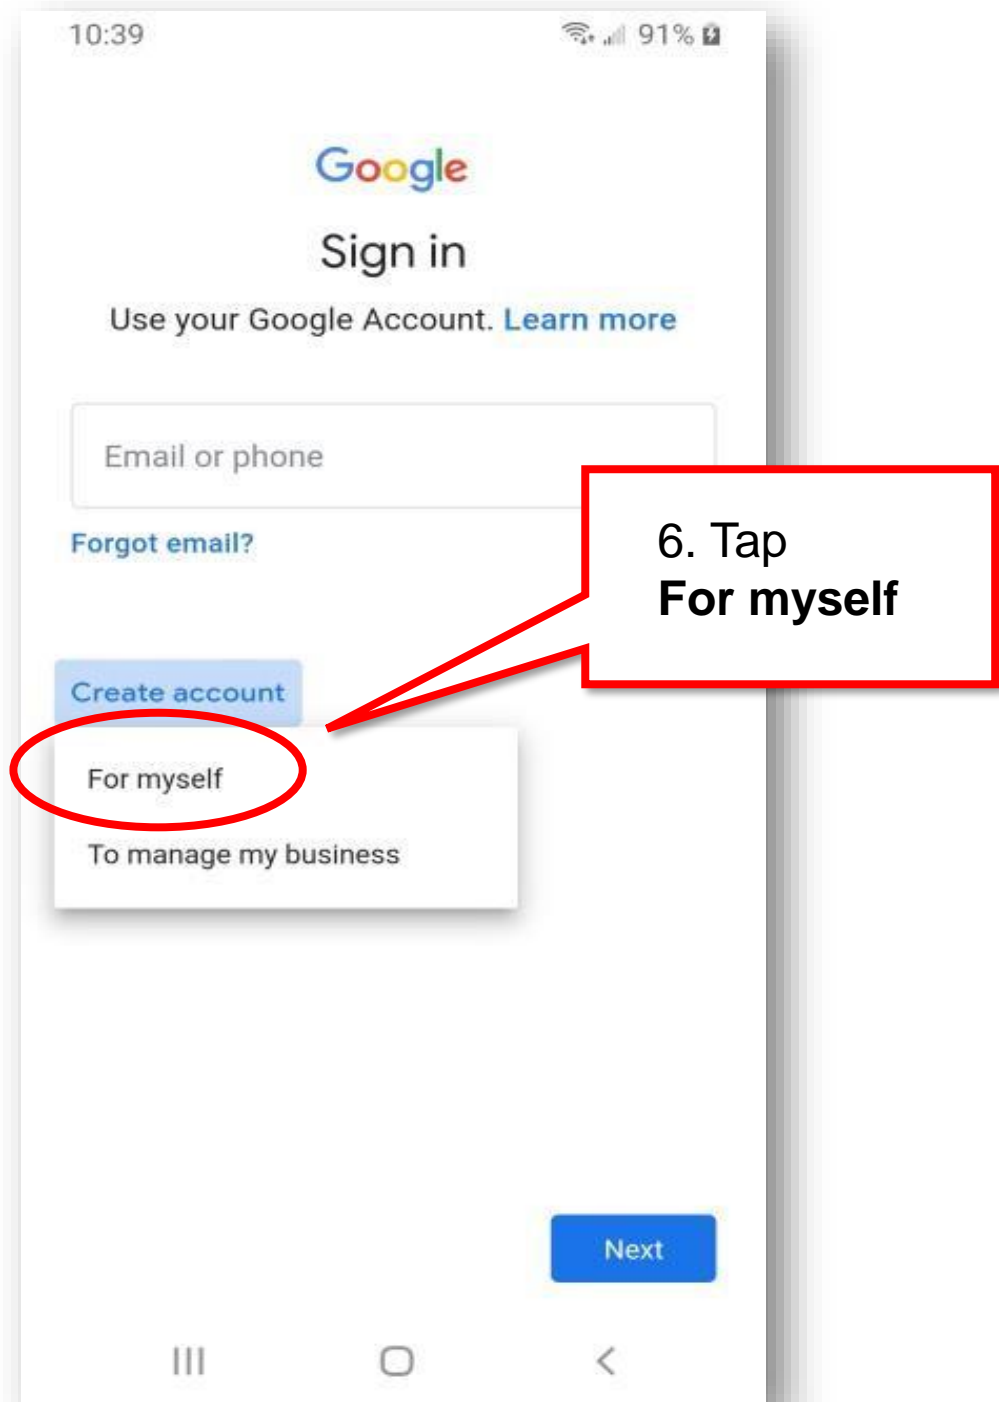 10:39 91%
Google
Sign in
Use your Google Account. Learn more
Email or phone
Forgot email?
6. Tap
For myself
Create account
For myself
To manage my business
Next